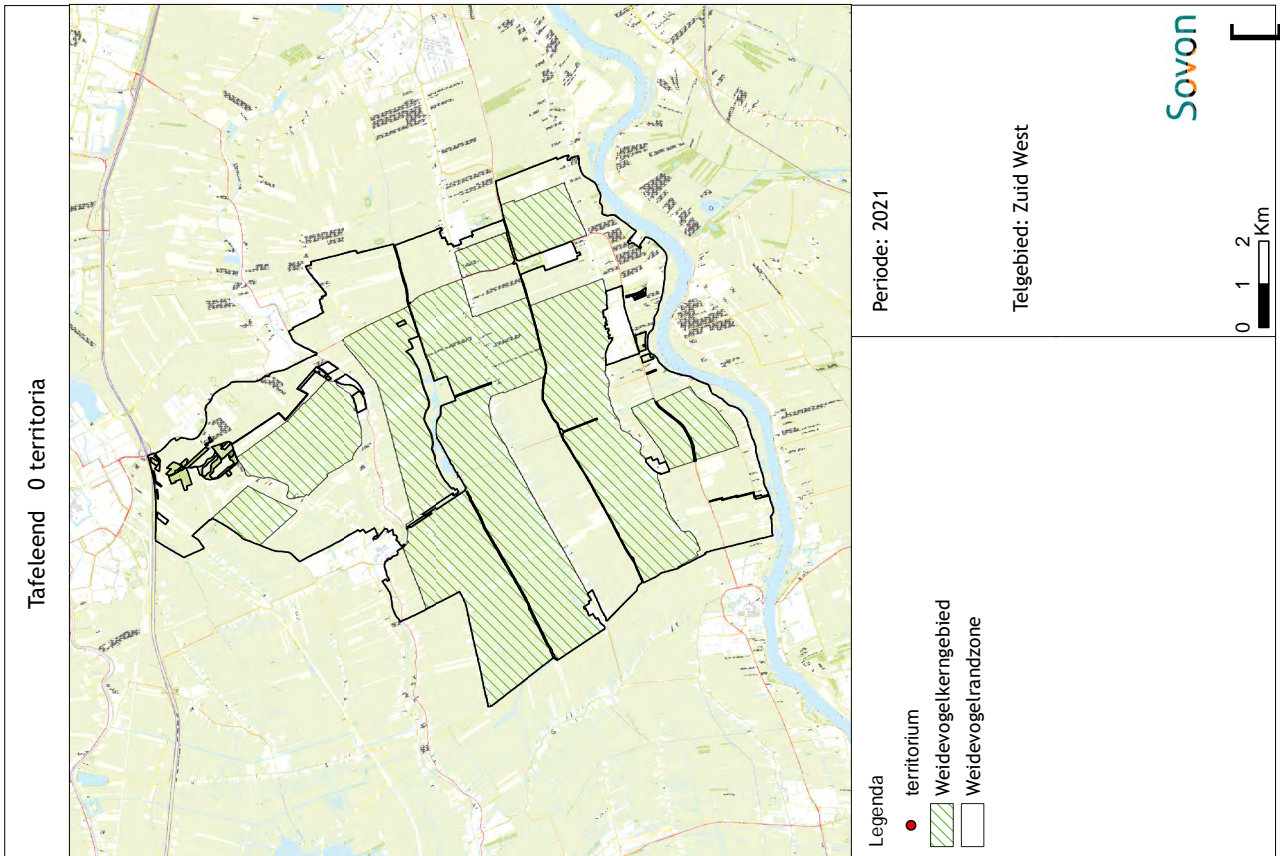 Tafeleend 0 territoria
Legenda
territorium
Weidevogelkerngebied
Weidevogelrandzone
Periode: 2021
Telgebied: Zuid West
0 1 2
Km
Sovon